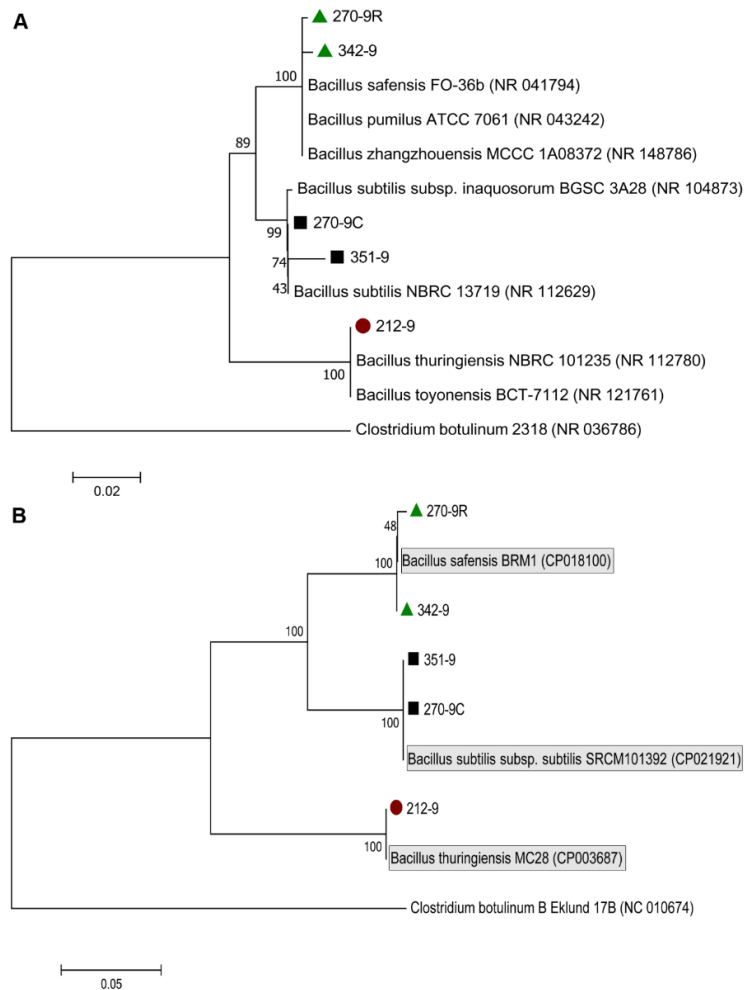 A
270-9R
342-9
100
Bacillus safensis FO-36b (NR 041794)
Bacillus pumilus ATCC 7061 (NR 043242)
89
Bacillus zhangzhouensis MCCC 1A08372 (NR 148786)
Bacillus subtilis subsp. inaquosorum BGSC 3A28 (NR 104873)
270-9C
99
351-9
74
43
Bacillus subtilis NBRC 13719 (NR 112629)
212-9
Bacillus thuringiensis NBRC 101235 (NR 112780)
100
Bacillus toyonensis BCT-7112 (NR 121761)
Clostridium botulinum 2318 (NR 036786)
0.02
B
270-9R
48
100
Bacillus safensis BRM1 (CP018100)
342-9
100
351-9
270-9C
100
Bacillus subtilis subsp. subtilis SRCM101392 (CP021921)
212-9
100
Bacillus thuringiensis MC28 (CP003687)
Clostridium botulinum B Eklund 17B (NC 010674)
0.05